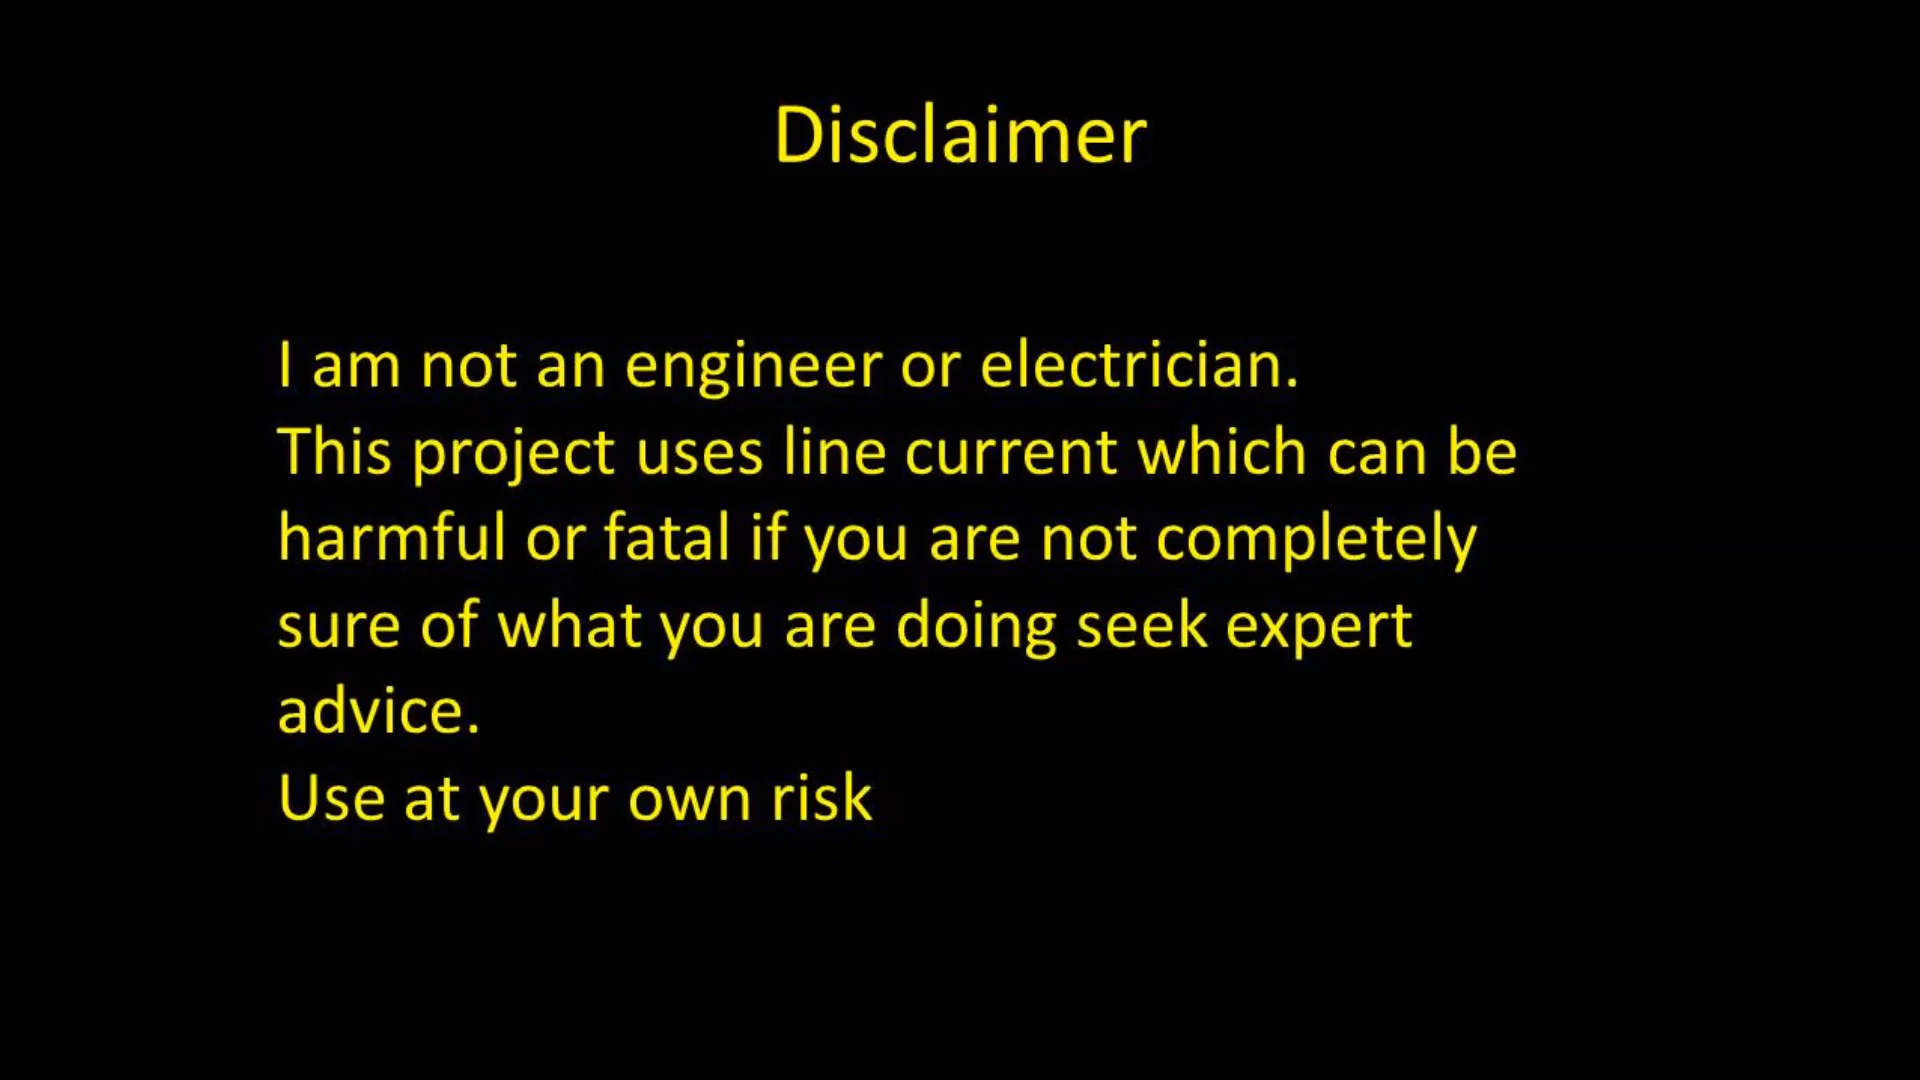 Disclaimer
I am not an engineer or electrician.
This project uses line current which can be
harmful or fatal if you are not completely
sure of what you are doing seek expert
advice.
Use at your own risk